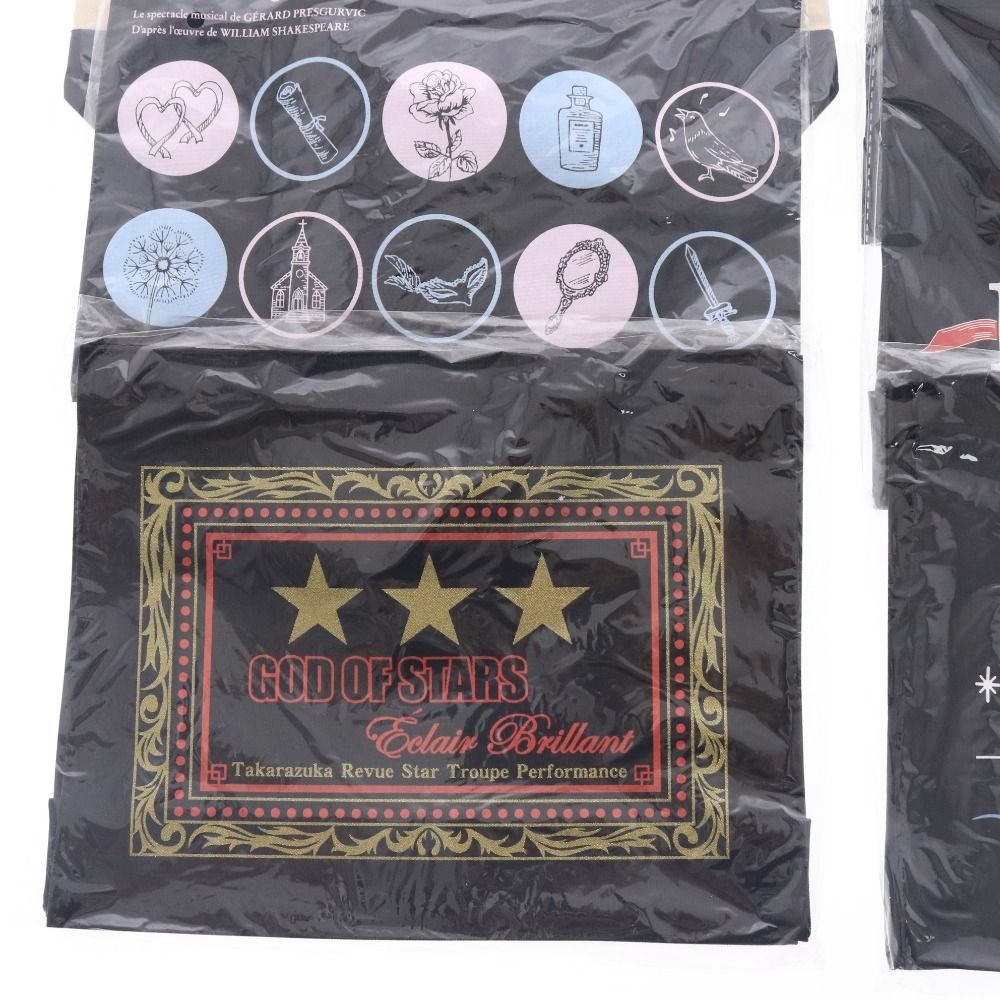 Le spectacle musical de GÉRARD PRESGURVIC
D'après l'œuvre de WILLIAM SHAKESPEARE
GOD OF STARS
Éclair Brillant
Takarazuka Revue Star Troupe Performance